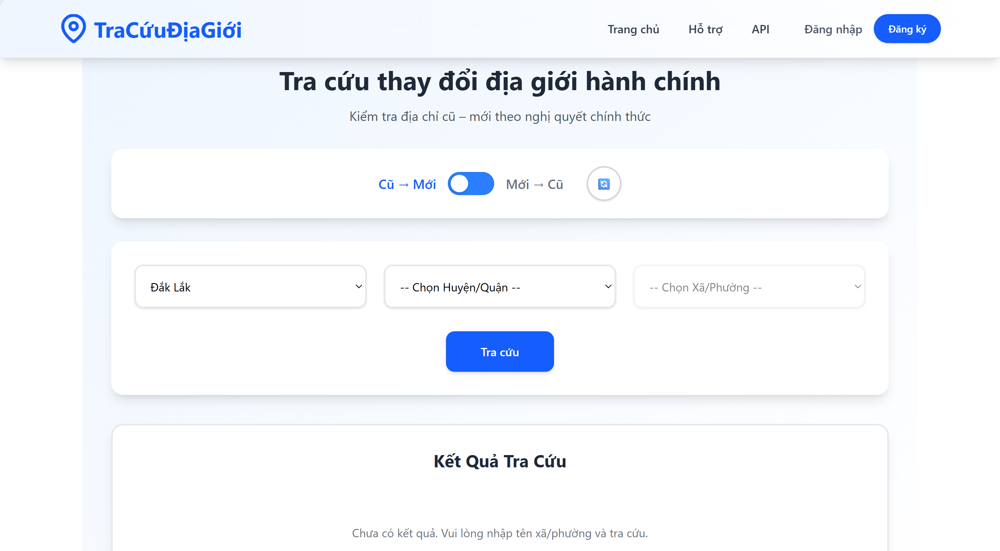 TraCứuĐịaGiới
Trang chủ
Hỗ trợ
API
Đăng nhập
Đăng ký
Tra cứu thay đổi địa giới hành chính
Kiểm tra địa chỉ cũ – mới theo nghị quyết chính thức
Cũ → Mới
Mới → Cũ
Đắk Lắk
-- Chọn Huyện/Quận --
-- Chọn Xã/Phường --
Tra cứu
Kết Quả Tra Cứu
Chưa có kết quả. Vui lòng nhập tên xã/phường và tra cứu.